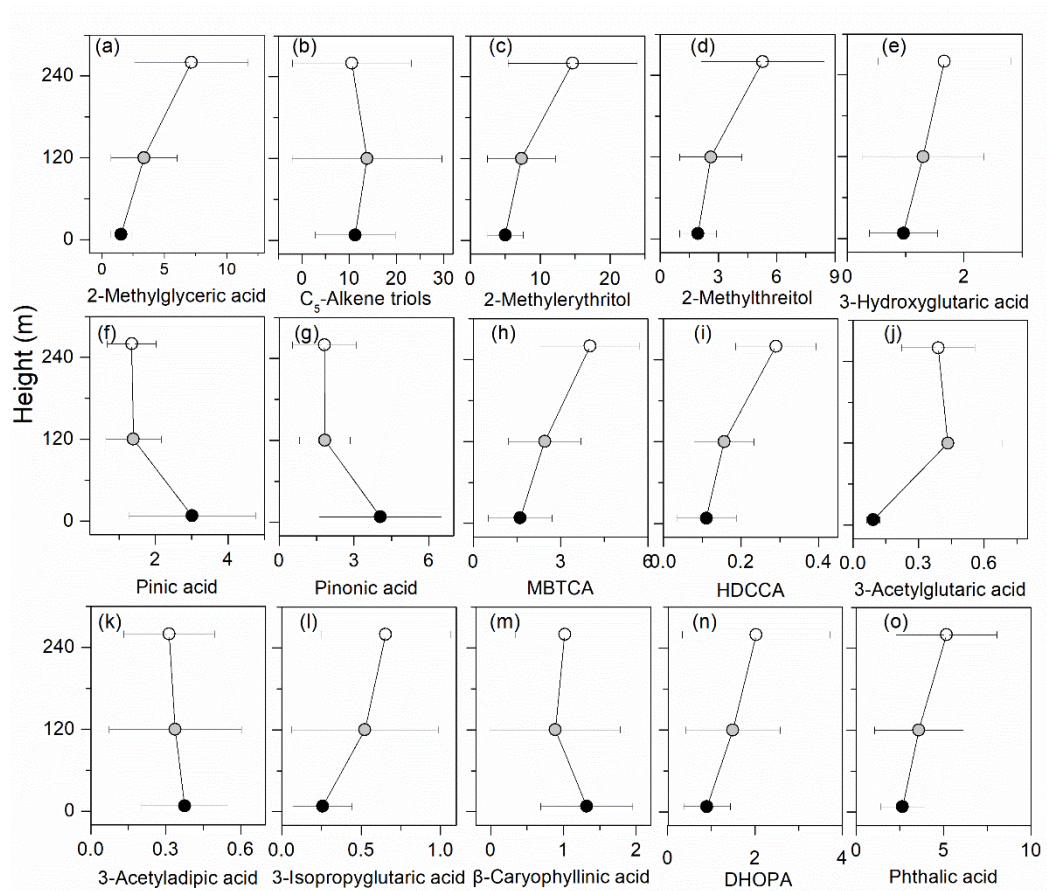 (a) (b) (c) (d) (e)
240
120
0
0 5 10 0 10 20 30 0 10 20 0 3 6 9 0 2
2-Methylglyceric acid C5-Alkene triols 2-Methylerythritol 2-Methylthreitol 3-Hydroxyglutaric acid
Height (m)
(f) (g) (h) (i) (j)
240
120
0
2 4 0 3 6 0 3 6 0.0 0.2 0.4 0.0 0.3 0.6
Pinic acid Pinonic acid MBTCA HDCCA 3-Acetylglutaric acid
(k) (l) (m) (n) (o)
240
120
0
0.0 0.3 0.6 0.0 0.5 1.0 0 1 2 0 2 4 0 5 10
3-Acetyladipic acid 3-Isopropyglutaric acid β-Caryophyllinic acid DHOPA Phthalic acid